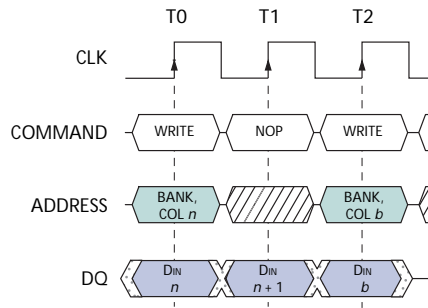 T0 T1 T2
CLK
COMMAND WRITE NOP WRITE
ADDRESS BANK, COL n BANK, COL b
DQ DIN n DIN n + 1 DIN b